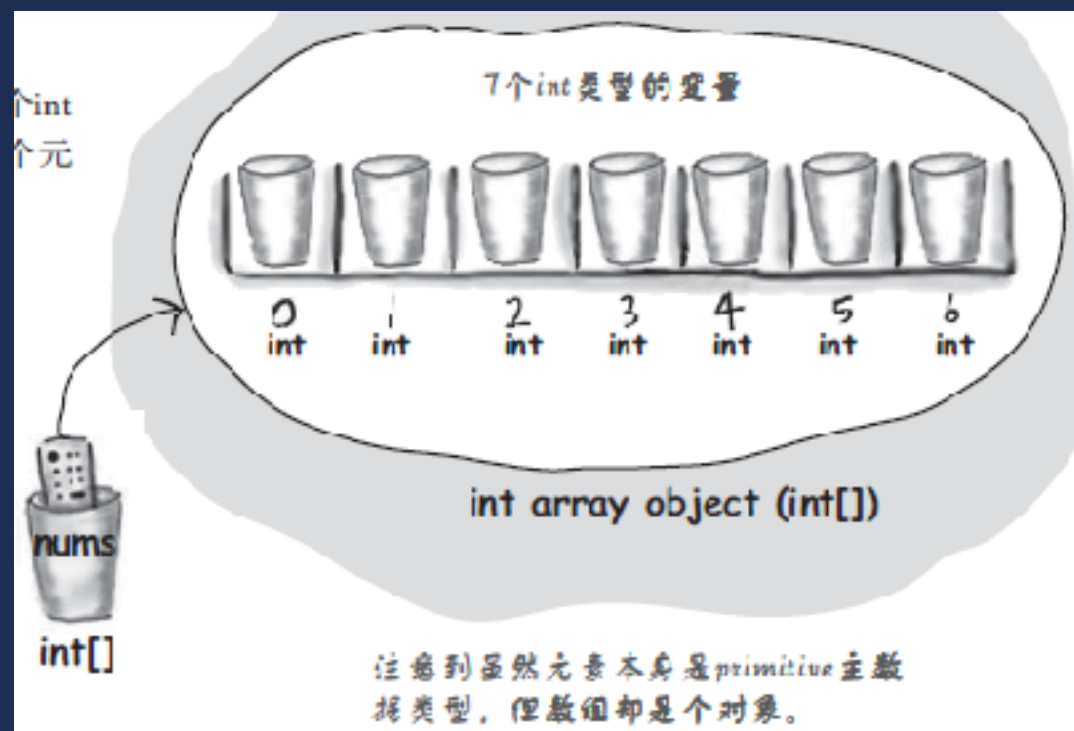 7个int类型的变量
个int
个元
0 1 2 3 4 5 6
int int int int int int int
int array object (int[])
nums
int[]
注意到虽然元素本身是primitive主数
据类型，但数组却是个对象。